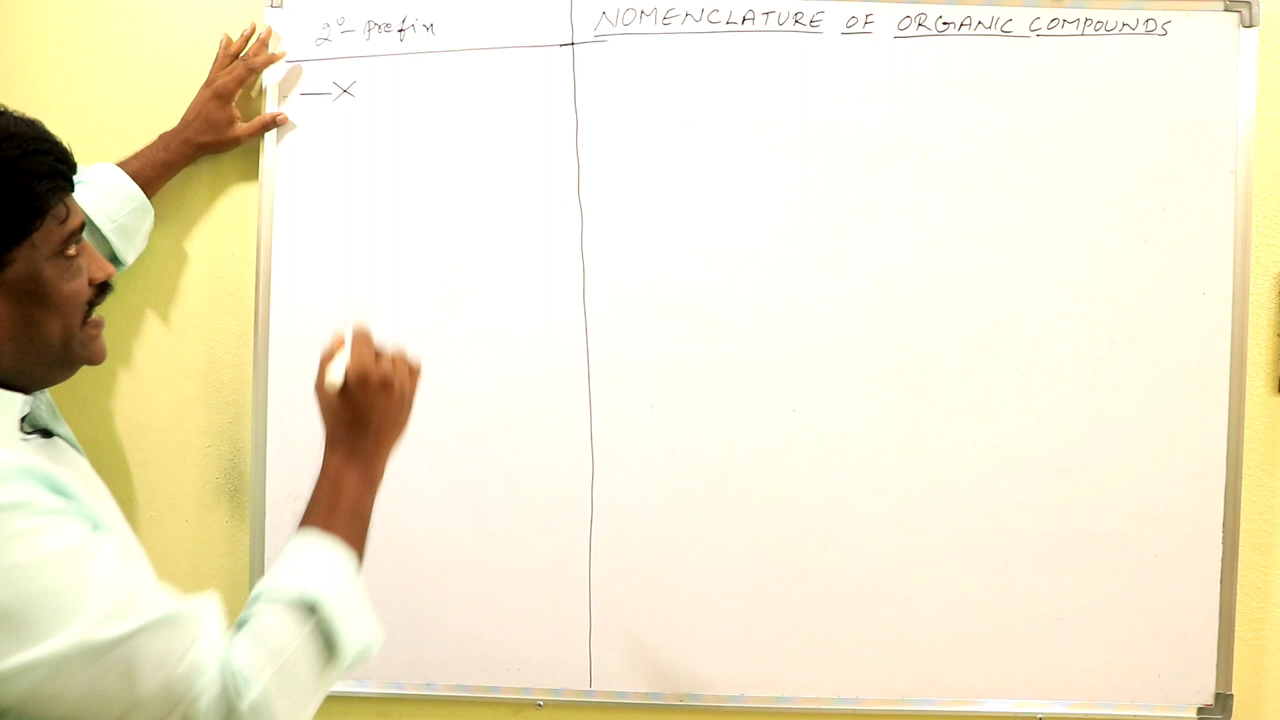 2°- Prefix
NOMENCLATURE OF ORGANIC COMPOUNDS
—X